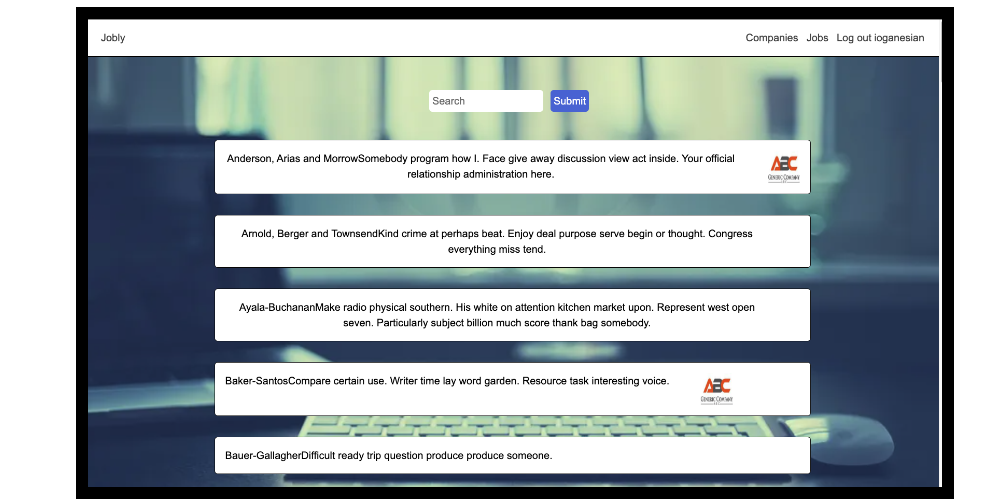 Jobly
Companies Jobs Log out ioganesian
Search
Submit
Anderson, Arias and MorrowSomebody program how I. Face give away discussion view act inside. Your official
relationship administration here.
ABC
GENERIC COMPANY
Arnold, Berger and TownsendKind crime at perhaps beat. Enjoy deal purpose serve begin or thought. Congress
everything miss tend.
Ayala-BuchananMake radio physical southern. His white on attention kitchen market upon. Represent west open
seven. Particularly subject billion much score thank bag somebody.
Baker-SantosCompare certain use. Writer time lay word garden. Resource task interesting voice.
ABC
GENERIC COMPANY
Bauer-GallagherDifficult ready trip question produce produce someone.